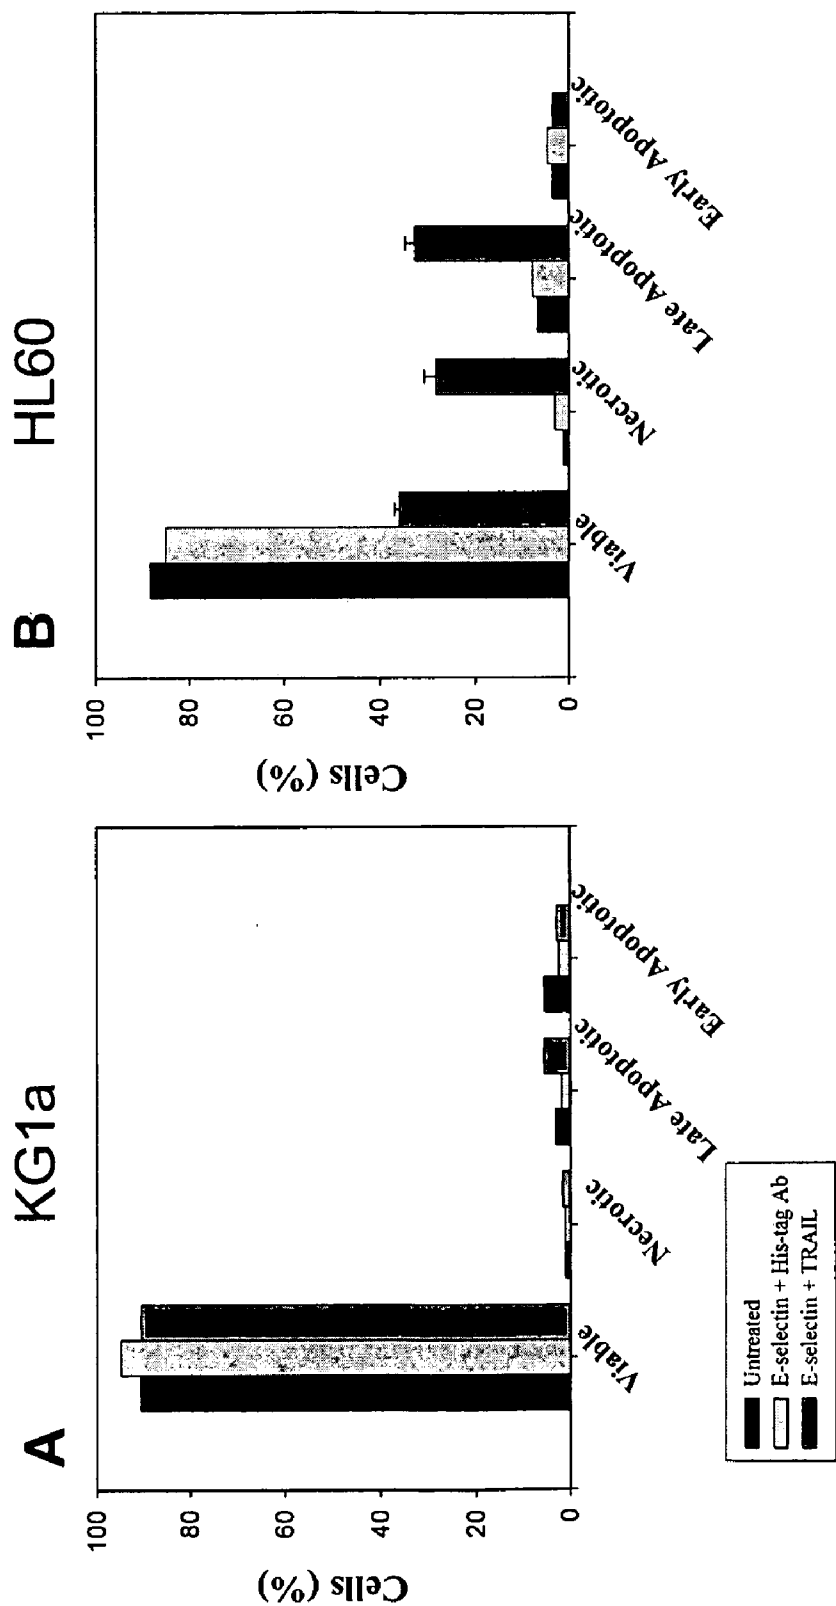 A
KG1a
Cells (%)
100
80
60
40
20
0
Viable
Necrotic
Late Apoptotic
Early Apoptotic
Untreated
E-selectin + His-tag Ab
E-selectin + TRAIL
B
HL60
Cells (%)
100
80
60
40
20
0
Viable
Necrotic
Late Apoptotic
Early Apoptotic